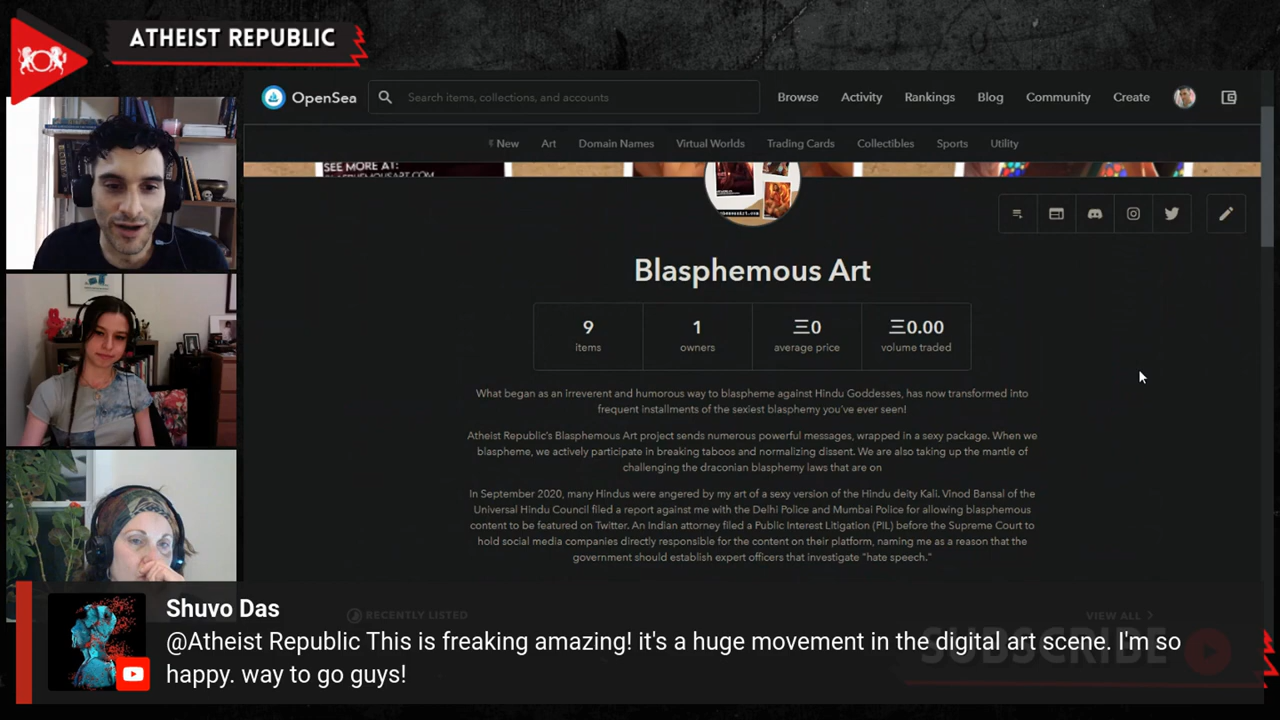 ATHEIST REPUBLIC
OpenSea
Search items, collections, and accounts
Browse Activity Rankings Blog Community Create
New Art Domain Names Virtual Worlds Trading Cards Collectibles Sports Utility
SEE MORE AT:
BLASPHEMOUSART.COM
Blasphemous Art
9 1 Ξ0 Ξ0.00
items owners average price volume traded
What began as an irreverent and humorous way to blaspheme against Hindu Goddesses, has now transformed into
frequent installments of the sexiest blasphemy you've ever seen!
Atheist Republic's Blasphemous Art project sends numerous powerful messages, wrapped in a sexy package. When we
blaspheme, we actively participate in breaking taboos and normalizing dissent. We are also taking up the mantle of
challenging the draconian blasphemy laws that are on
In September 2020, many Hindus were angered by my art of a sexy version of the Hindu deity Kali. Vinod Bansal of the
Universal Hindu Council filed a report against me with the Delhi Police and Mumbai Police for allowing blasphemous
content to be featured on Twitter. An Indian attorney filed a Public Interest Litigation (PIL) before the Supreme Court to
hold social media companies directly responsible for the content on their platform, naming me as a reason that the
government should establish expert officers that investigate "hate speech."
RECENTLY LISTED VIEW ALL
SUBSCRIBE
Shuvo Das
@Atheist Republic This is freaking amazing! it's a huge movement in the digital art scene. I'm so
happy. way to go guys!